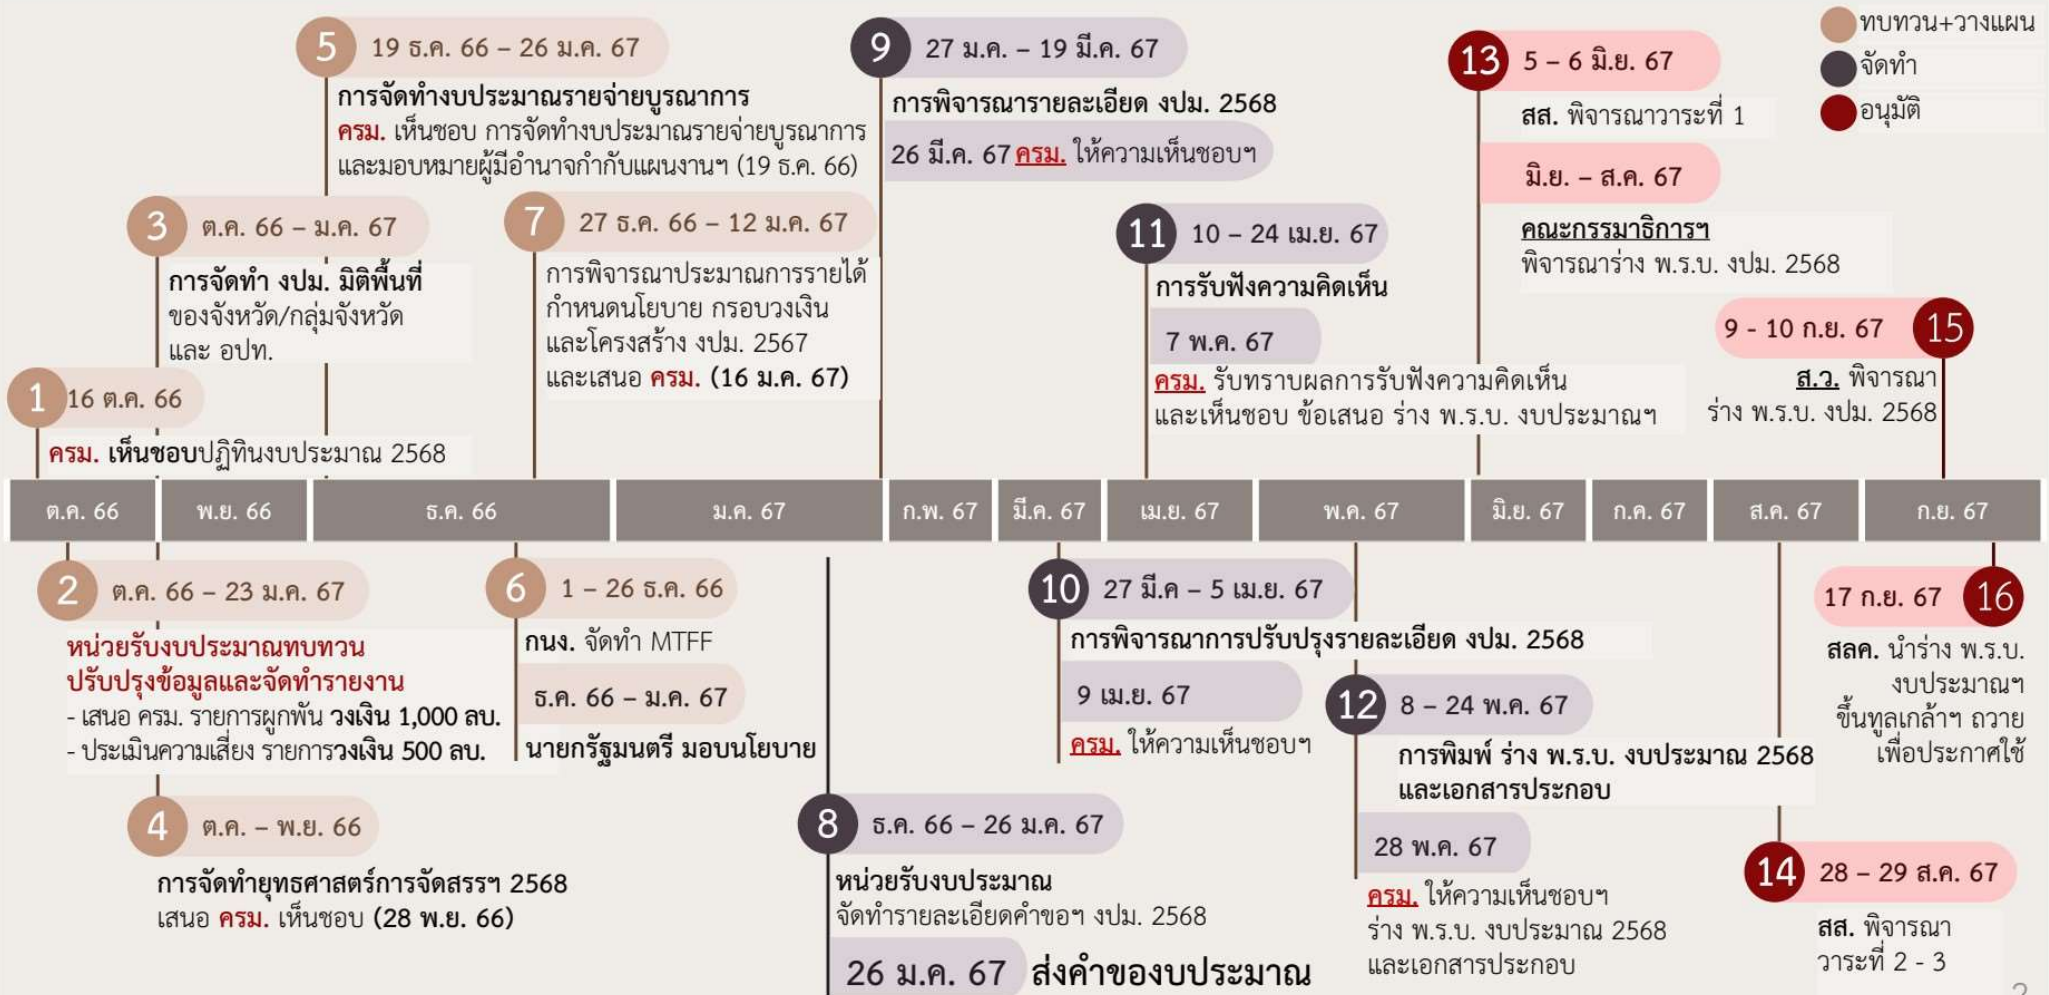 ทบทวน+วางแผน
จัดทำ
อนุมัติ
5 19 ธ.ค. 66 – 26 ม.ค. 67
การจัดทำงบประมาณรายจ่ายบูรณาการ
ครม. เห็นชอบ การจัดทำงบประมาณรายจ่ายบูรณาการ
และมอบหมายผู้มีอำนาจกำกับแผนงานฯ (19 ธ.ค. 66)
9 27 ม.ค. – 19 มี.ค. 67
การพิจารณารายละเอียด งปม. 2568
26 มี.ค. 67 ครม. ให้ความเห็นชอบฯ
13 5 – 6 มิ.ย. 67
สส. พิจารณาวาระที่ 1
มิ.ย. – ส.ค. 67
คณะกรรมาธิการฯ
พิจารณาร่าง พ.ร.บ. งปม. 2568
3 ต.ค. 66 – ม.ค. 67
การจัดทำ งปม. มิติพื้นที่
ของจังหวัด/กลุ่มจังหวัด
และ อปท.
7 27 ธ.ค. 66 – 12 ม.ค. 67
การพิจารณาประมาณการรายได้
กำหนดนโยบาย กรอบวงเงิน
และโครงสร้าง งปม. 2567
และเสนอ ครม. (16 ม.ค. 67)
11 10 – 24 เม.ย. 67
การรับฟังความคิดเห็น
7 พ.ค. 67
ครม. รับทราบผลการรับฟังความคิดเห็น
และเห็นชอบ ข้อเสนอ ร่าง พ.ร.บ. งบประมาณฯ
9 - 10 ก.ย. 67 15
ส.ว. พิจารณา
ร่าง พ.ร.บ. งปม. 2568
1 16 ต.ค. 66
ครม. เห็นชอบปฏิทินงบประมาณ 2568
ต.ค. 66 พ.ย. 66 ธ.ค. 66 ม.ค. 67 ก.พ. 67 มี.ค. 67 เม.ย. 67 พ.ค. 67 มิ.ย. 67 ก.ค. 67 ส.ค. 67 ก.ย. 67
2 ต.ค. 66 – 23 ม.ค. 67
หน่วยรับงบประมาณทบทวน
ปรับปรุงข้อมูลและจัดทำรายงาน
- เสนอ ครม. รายการผูกพัน วงเงิน 1,000 ลบ.
- ประเมินความเสี่ยง รายการวงเงิน 500 ลบ.
6 1 – 26 ธ.ค. 66
กนง. จัดทำ MTFF
ธ.ค. 66 – ม.ค. 67
นายกรัฐมนตรี มอบนโยบาย
10 27 มี.ค – 5 เม.ย. 67
การพิจารณาการปรับปรุงรายละเอียด งปม. 2568
9 เม.ย. 67
ครม. ให้ความเห็นชอบฯ
17 ก.ย. 67 16
สลค. นำร่าง พ.ร.บ.
งบประมาณฯ
ขึ้นทูลเกล้าฯ ถวาย
เพื่อประกาศใช้
12 8 – 24 พ.ค. 67
การพิมพ์ ร่าง พ.ร.บ. งบประมาณ 2568
และเอกสารประกอบ
28 พ.ค. 67
ครม. ให้ความเห็นชอบฯ
ร่าง พ.ร.บ. งบประมาณ 2568
และเอกสารประกอบ
4 ต.ค. – พ.ย. 66
การจัดทำยุทธศาสตร์การจัดสรรฯ 2568
เสนอ ครม. เห็นชอบ (28 พ.ย. 66)
8 ธ.ค. 66 – 26 ม.ค. 67
หน่วยรับงบประมาณ
จัดทำรายละเอียดคำขอฯ งปม. 2568
26 ม.ค. 67 ส่งคำของบประมาณ
14 28 – 29 ส.ค. 67
สส. พิจารณา
วาระที่ 2 - 3
2